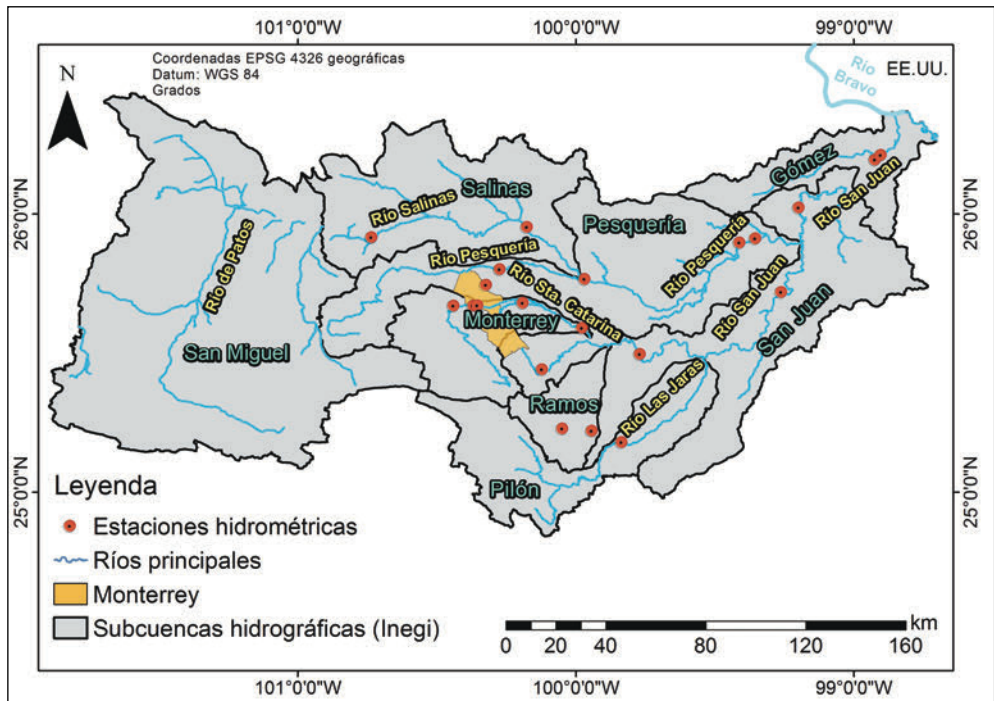 101°0'0"W 100°0'0"W 99°0'0"W
Coordenadas EPSG 4326 geográficas
Datum: WGS 84
Grados
N
EE.UU.
Río
Bravo
26°0'0"N
26°0'0"N
Gómez
Salinas
Río Salinas
Río San Juan
Pesquería
Río Pesquería
Río Pesquería
Río de Patos
Río Sta. Catarina
Monterrey
Río San Juan
San Juan
San Miguel
Ramos
Río Las Jaras
Pilón
25°0'0"N
25°0'0"N
Leyenda
Estaciones hidrométricas
Ríos principales
Monterrey
Subcuencas hidrográficas (Inegi)
km
0 20 40 80 120 160
101°0'0"W 100°0'0"W 99°0'0"W